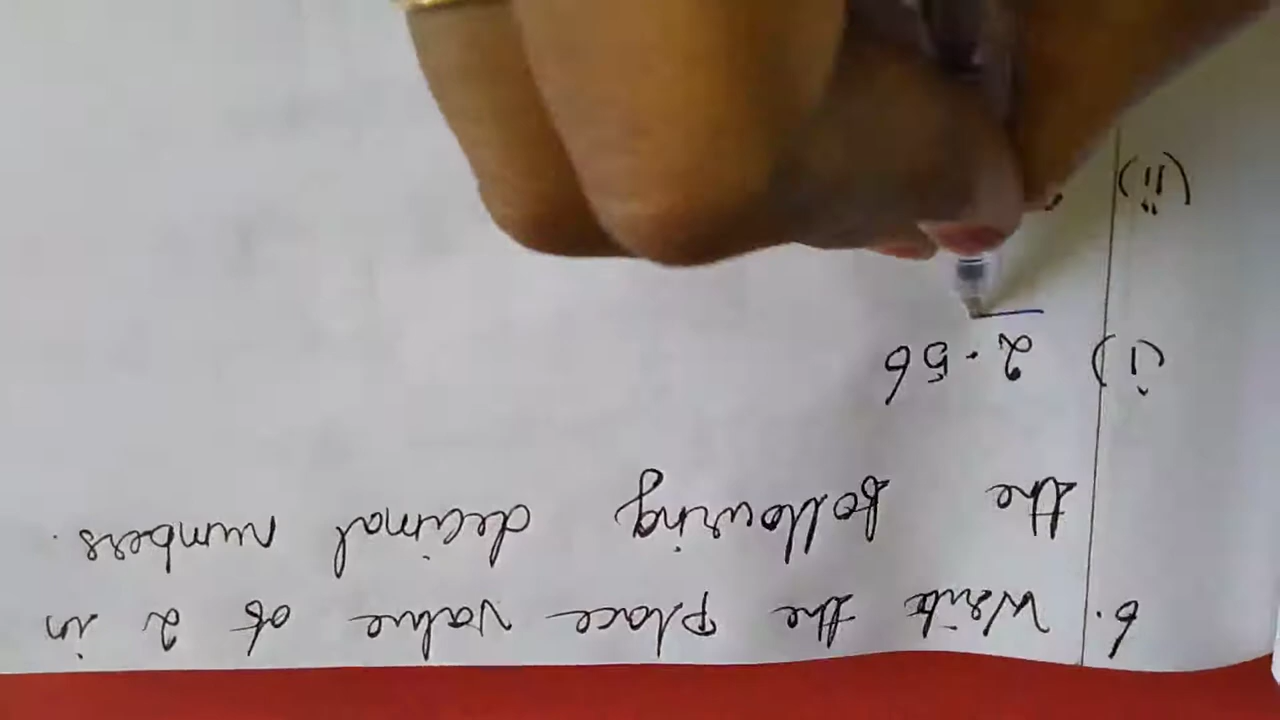 6. Write the place value of 2 in
the following decimal numbers.
(i) 2.56
(ii)